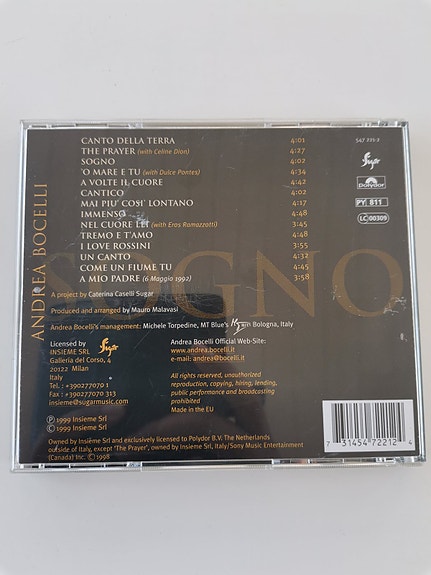 ANDREA BOCELLI
SOGNO
CANTO DELLA TERRA 4:01
THE PRAYER (with Celine Dion) 4:27
SOGNO 4:02
'O MARE E TU (with Dulce Pontes) 4:34
A VOLTE IL CUORE 4:42
CANTICO 4:02
MAI PIU' COSI' LONTANO 4:17
IMMENSO 4:48
NEL CUORE LEI (with Eros Ramazzotti) 3:45
TREMO E T'AMO 4:48
I LOVE ROSSINI 3:55
UN CANTO 4:32
COME UN FIUME TU 4:45
A MIO PADRE (6 Maggio 1992) 3:58
547 221-2
Sugar
Polydor
PY 811
LC 00309
A project by Caterina Caselli Sugar
Produced and arranged by Mauro Malavasi
Andrea Bocelli's management: Michele Torpedine, MT Blue's in Bologna, Italy
Licensed by
INSIEME SRL
Galleria del Corso, 4
20122 Milan
Italy
Tel. : +390277070 1
Fax : +390277070 313
insieme@sugarmusic.com
Sugar
Andrea Bocelli Official Web-Site:
www.andrea.bocelli.it
e-mail: andrea@bocelli.it
All rights reserved, unauthorized
reproduction, copying, hiring, lending,
public performance and broadcasting
prohibited.
Made in the EU
℗ 1999 Insieme Srl
© 1999 Insieme Srl
Owned by Insieme Srl and exclusively licensed to Polydor B.V. The Netherlands
outside of Italy, except 'The Prayer', owned by Insieme Srl, Italy/Sony Music Entertainment
(Canada) Inc. © 1998
7 31454 72212 4